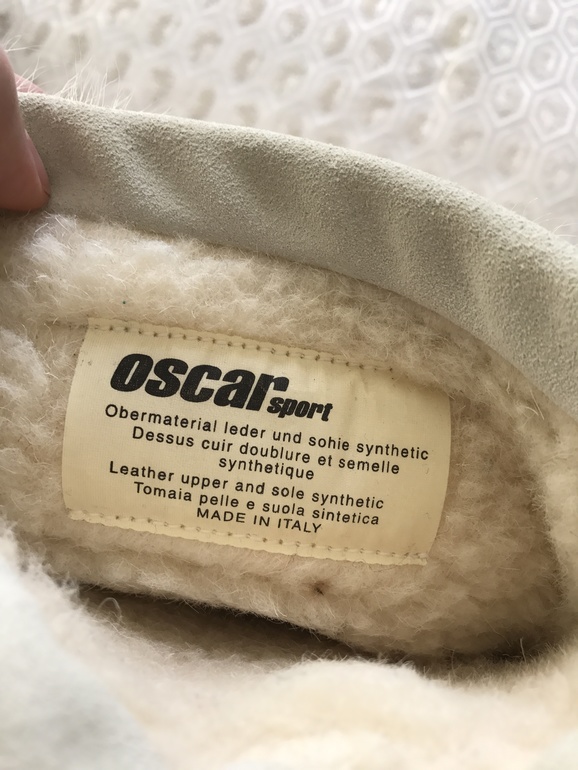 oscar sport
Obermaterial leder und sohie synthetic
Dessus cuir doublure et semelle
synthetique
Leather upper and sole synthetic
Tomaia pelle e suola sintetica
MADE IN ITALY